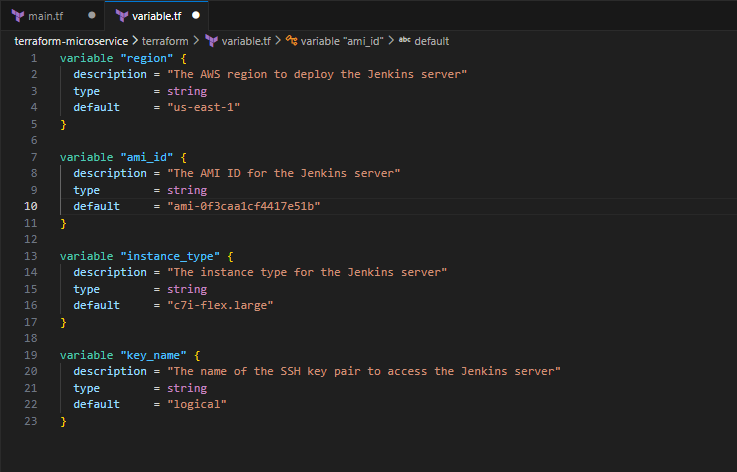 main.tf
variable.tf
terraform-microservice > terraform > variable.tf > variable "ami_id" > abc default
1 variable "region" {
2   description = "The AWS region to deploy the Jenkins server"
3   type        = string
4   default     = "us-east-1"
5 }
6
7 variable "ami_id" {
8   description = "The AMI ID for the Jenkins server"
9   type        = string
10   default     = "ami-0f3caa1cf4417e51b"
11 }
12
13 variable "instance_type" {
14   description = "The instance type for the Jenkins server"
15   type        = string
16   default     = "c7i-flex.large"
17 }
18
19 variable "key_name" {
20   description = "The name of the SSH key pair to access the Jenkins server"
21   type        = string
22   default     = "logical"
23 }